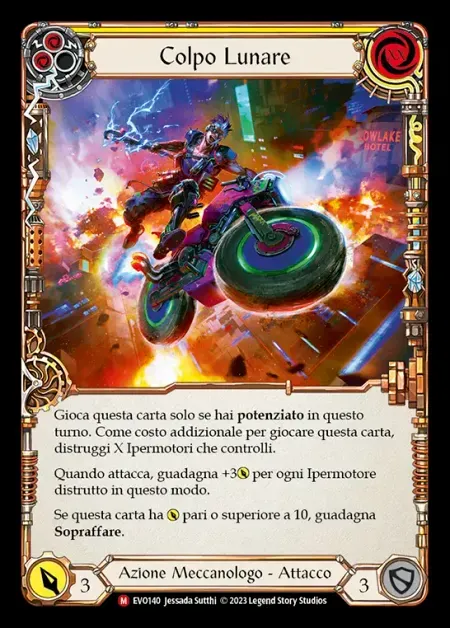 Colpo Lunare
OWLAKE
HOTEL
Gioca questa carta solo se hai potenziato in questo
turno. Come costo addizionale per giocare questa carta,
distruggi X Ipermotori che controlli.
Quando attacca, guadagna +3 per ogni Ipermotore
distrutto in questo modo.
Se questa carta ha pari o superiore a 10, guadagna
Sopraffare.
3
Azione Meccanologo - Attacco
3
M EVO140 Jessada Sutthi © 2023 Legend Story Studios